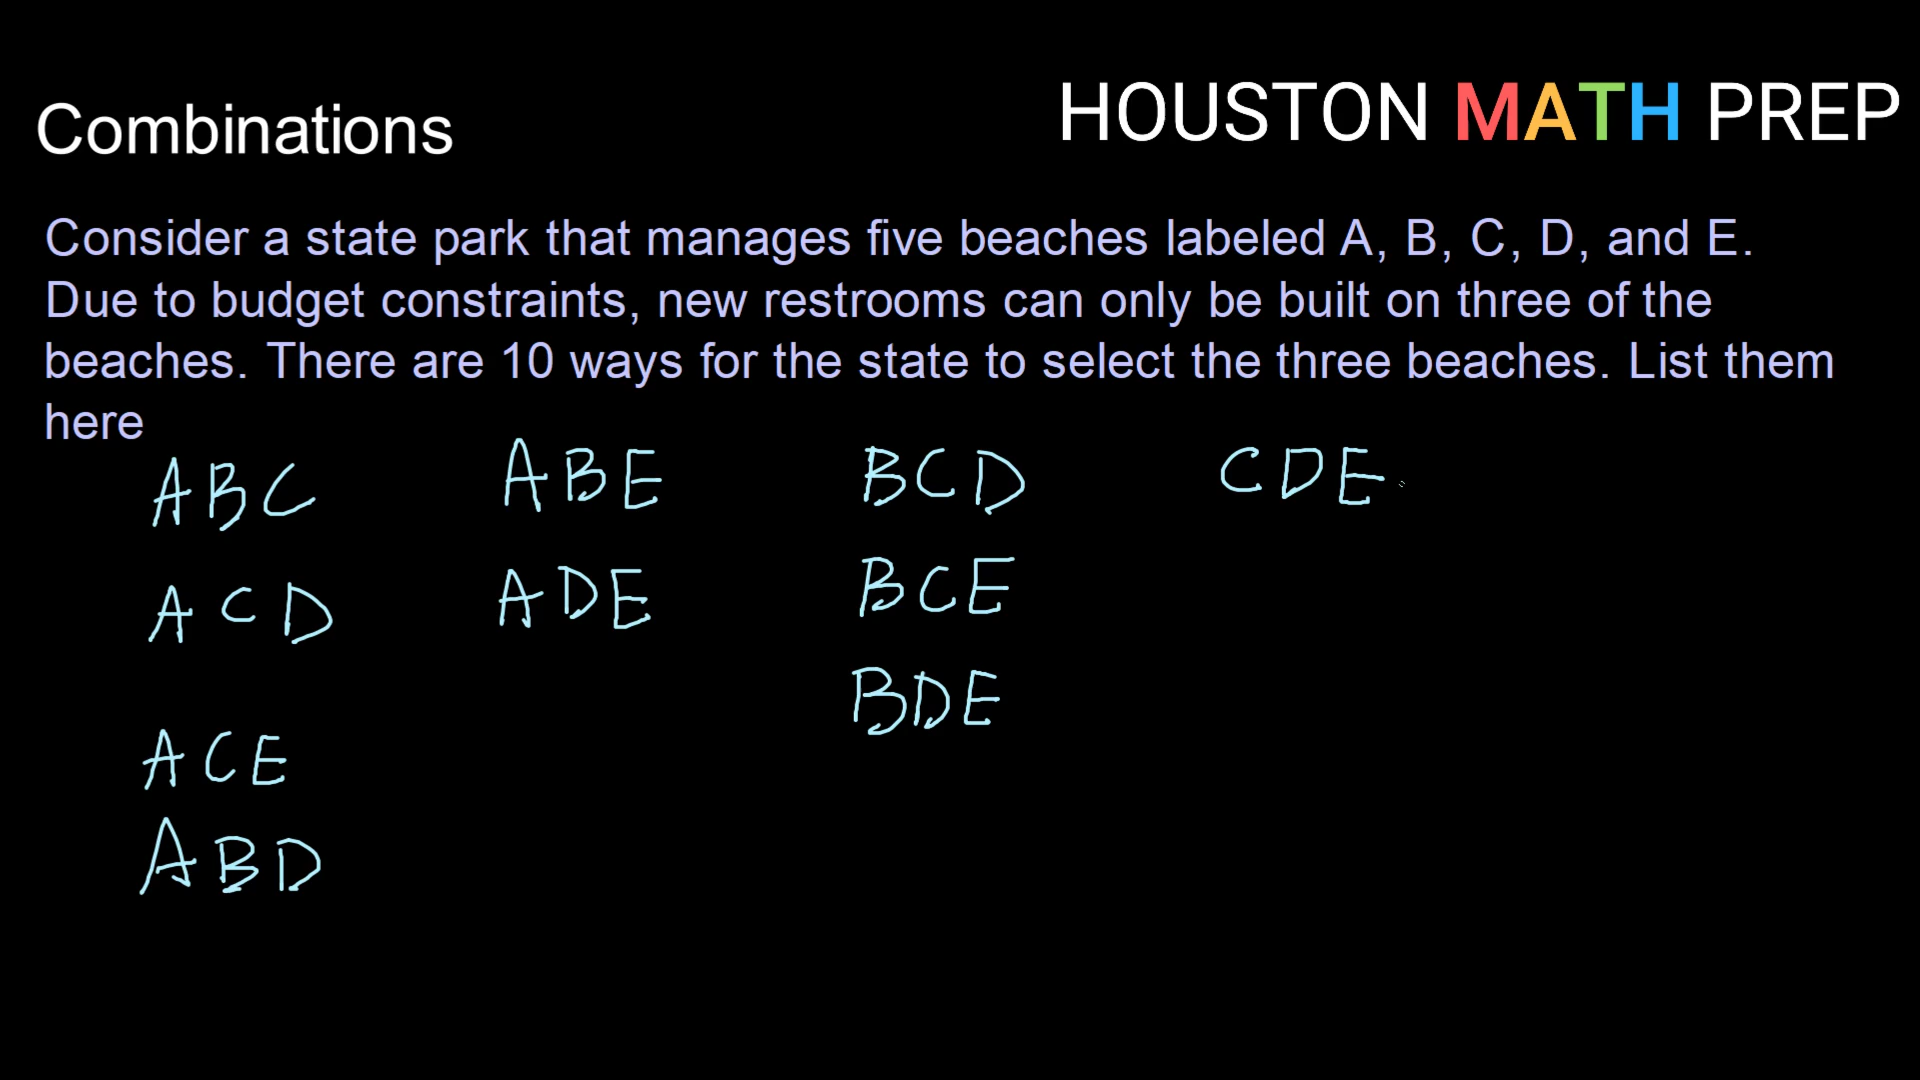 Combinations
HOUSTON MATH PREP
Consider a state park that manages five beaches labeled A, B, C, D, and E.
Due to budget constraints, new restrooms can only be built on three of the
beaches. There are 10 ways for the state to select the three beaches. List them
here
ABC ABE BCD CDE
ACD ADE BCE
BDE
ACE
ABD